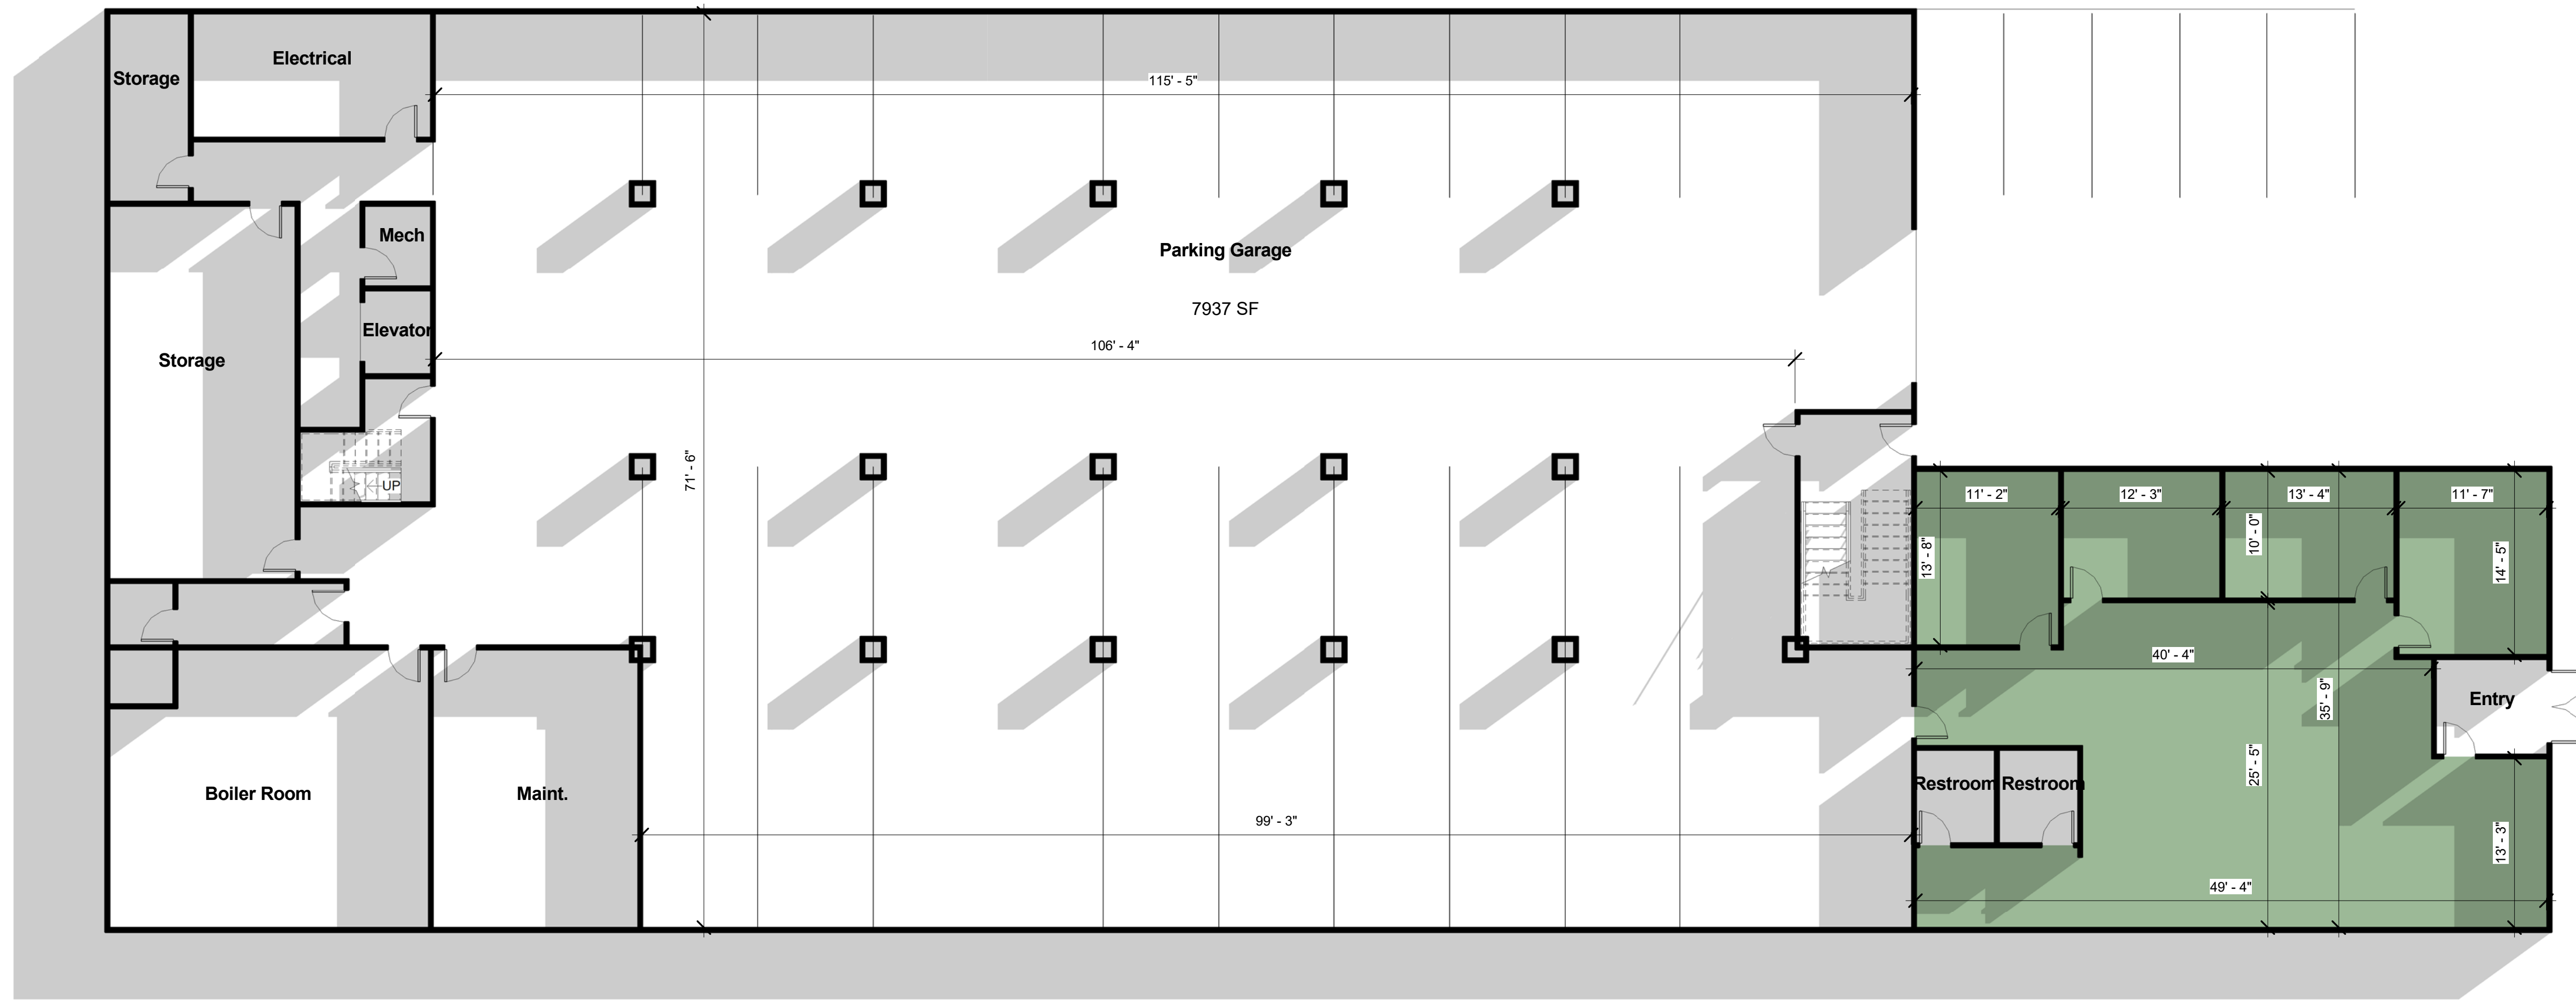 Electrical
Storage
115' - 5"
Mech
Parking Garage
7937 SF
Elevator
106' - 4"
Storage
71' - 6"
UP
11' - 2"
12' - 3"
13' - 4"
11' - 7"
10' - 0"
13' - 8"
14' - 5"
40' - 4"
35' - 9"
Entry
25' - 5"
Restroom
Restroom
Boiler Room
Maint.
99' - 3"
13' - 3"
49' - 4"